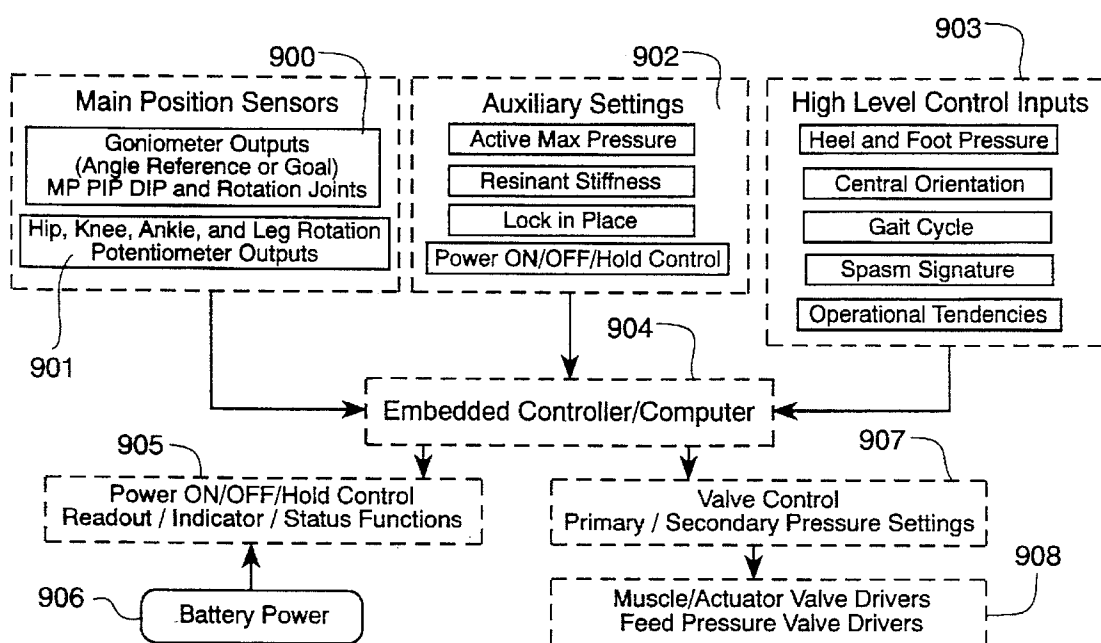 900
Main Position Sensors
Goniometer Outputs
(Angle Reference or Goal)
MP PIP DIP and Rotation Joints
Hip, Knee, Ankle, and Leg Rotation
Potentiometer Outputs
901
902
Auxiliary Settings
Active Max Pressure
Resinant Stiffness
Lock in Place
Power ON/OFF/Hold Control
903
High Level Control Inputs
Heel and Foot Pressure
Central Orientation
Gait Cycle
Spasm Signature
Operational Tendencies
904
Embedded Controller/Computer
905
Power ON/OFF/Hold Control
Readout / Indicator / Status Functions
906
Battery Power
907
Valve Control
Primary / Secondary Pressure Settings
908
Muscle/Actuator Valve Drivers
Feed Pressure Valve Drivers